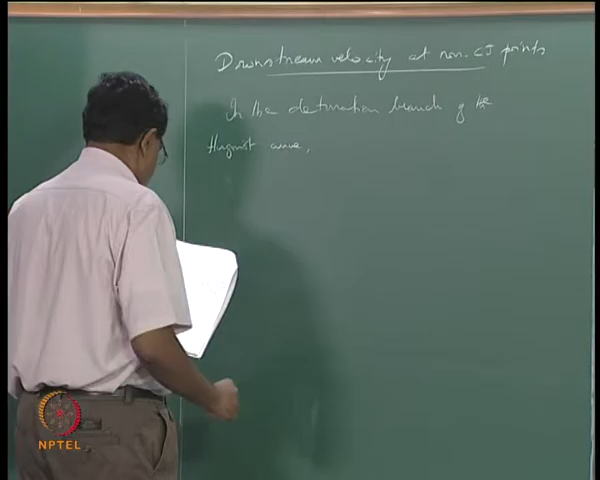 Downstream velocity at non-CJ points
In the detonation branch of the
Hugoniot curve,
NPTEL